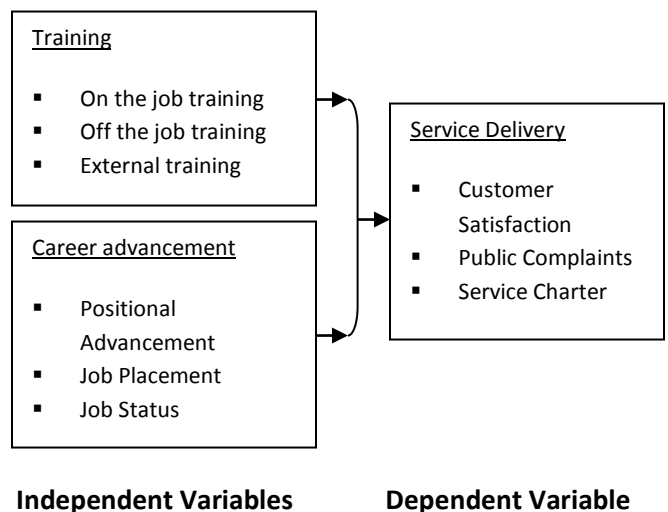 Training
▪ On the job training
▪ Off the job training
▪ External training
Career advancement
▪ Positional
Advancement
▪ Job Placement
▪ Job Status
Service Delivery
▪ Customer
Satisfaction
▪ Public Complaints
▪ Service Charter
Independent Variables
Dependent Variable